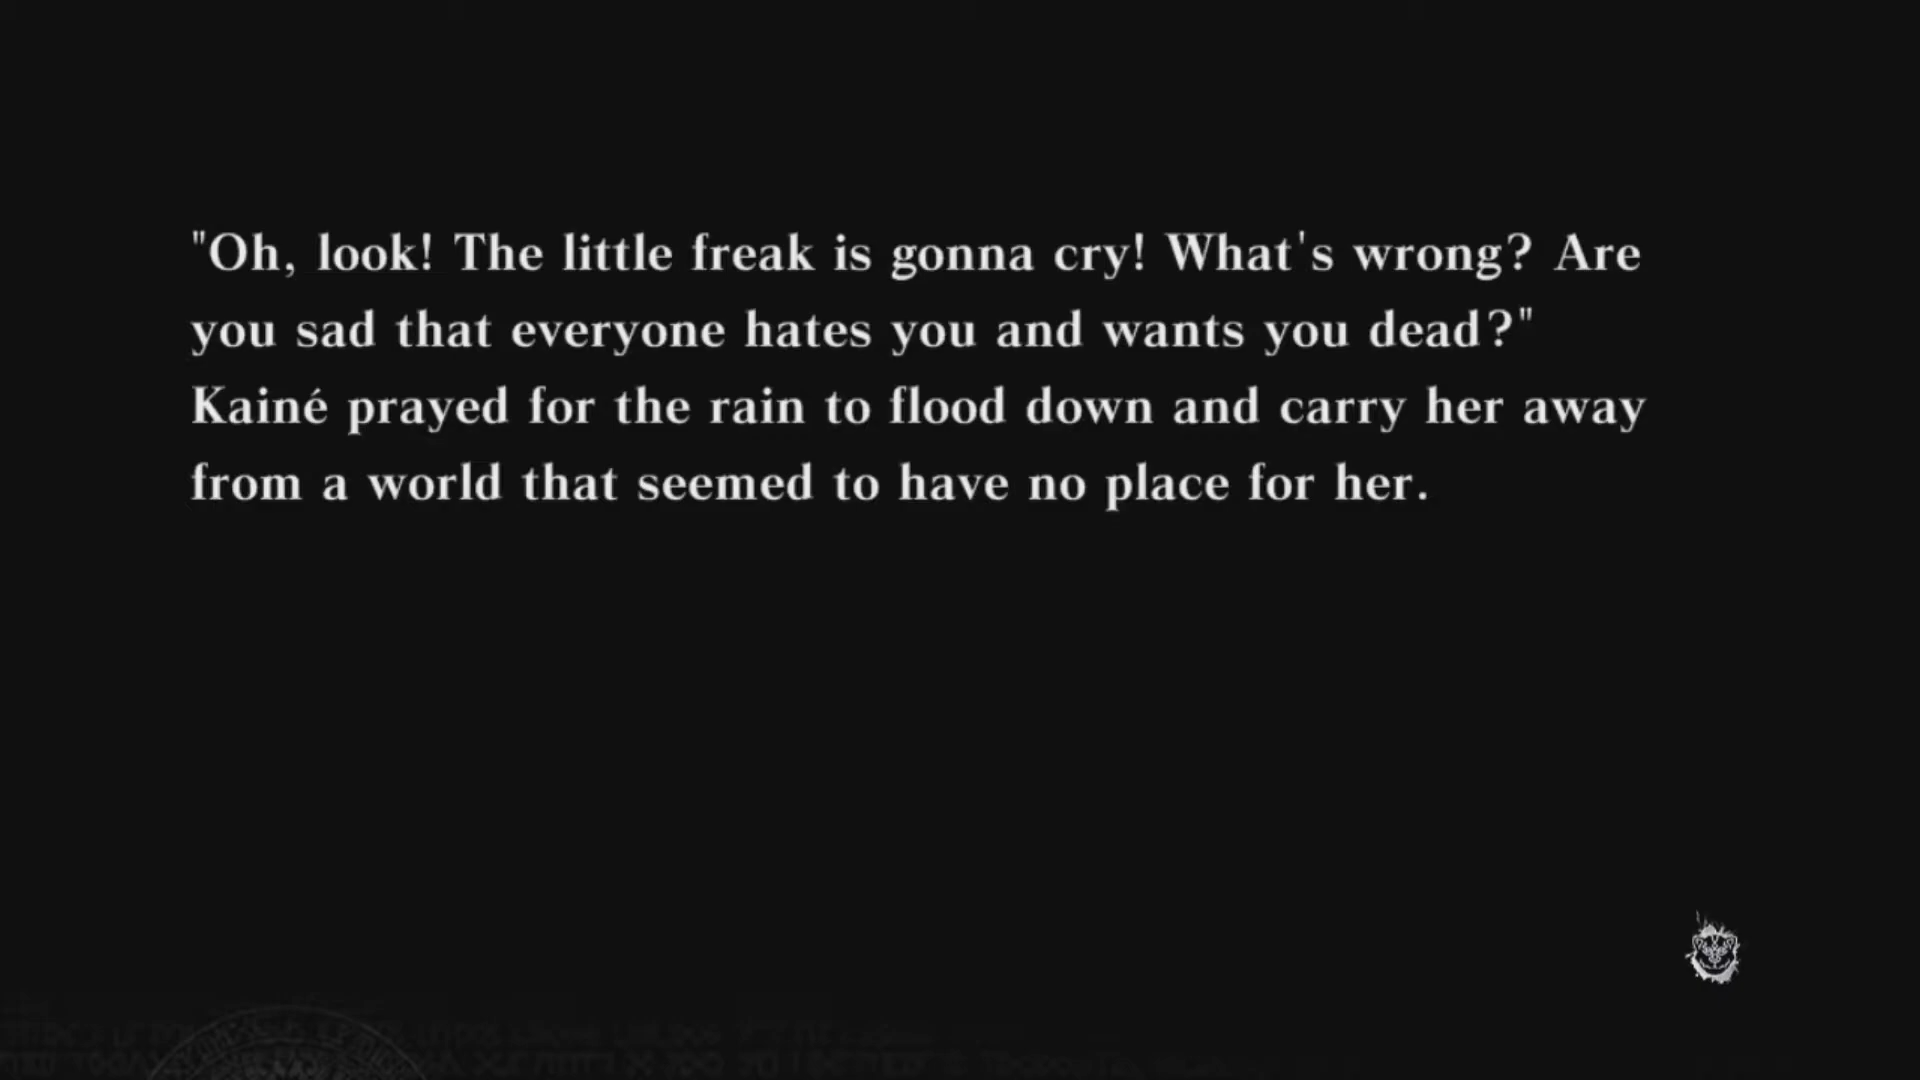 "Oh, look! The little freak is gonna cry! What's wrong? Are
you sad that everyone hates you and wants you dead?"
Kainé prayed for the rain to flood down and carry her away
from a world that seemed to have no place for her.